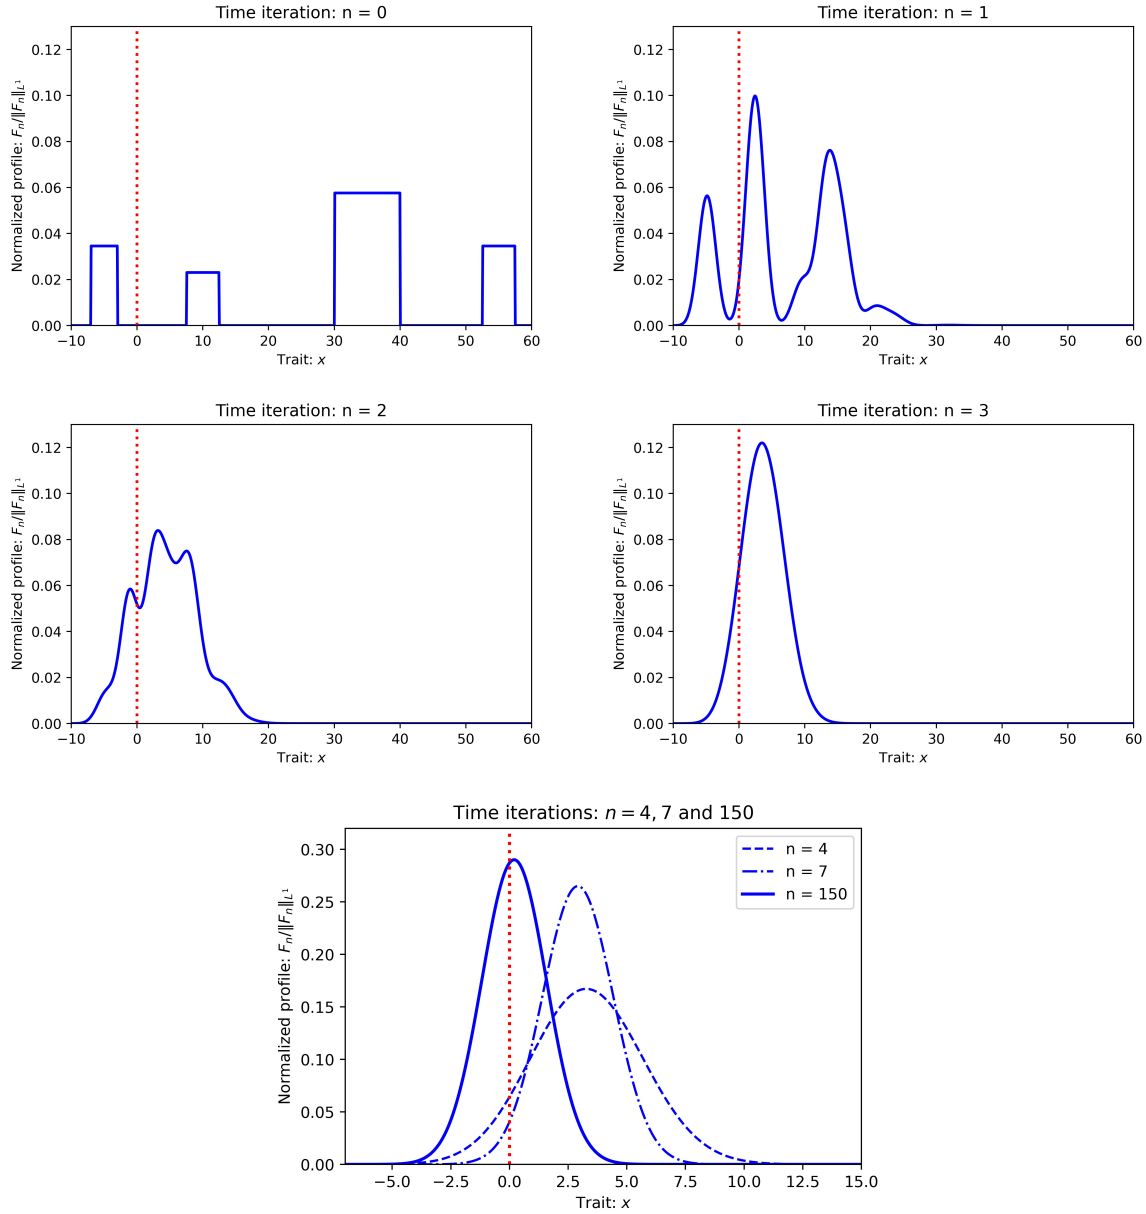 Time iteration: n = 0
Normalized profile: Fₙ/‖Fₙ‖_L¹
0.12
0.10
0.08
0.06
0.04
0.02
0.00
−10 0 10 20 30 40 50 60
Trait: x
Time iteration: n = 1
Normalized profile: Fₙ/‖Fₙ‖_L¹
0.12
0.10
0.08
0.06
0.04
0.02
0.00
−10 0 10 20 30 40 50 60
Trait: x
Time iteration: n = 2
Normalized profile: Fₙ/‖Fₙ‖_L¹
0.12
0.10
0.08
0.06
0.04
0.02
0.00
−10 0 10 20 30 40 50 60
Trait: x
Time iteration: n = 3
Normalized profile: Fₙ/‖Fₙ‖_L¹
0.12
0.10
0.08
0.06
0.04
0.02
0.00
−10 0 10 20 30 40 50 60
Trait: x
Time iterations: n = 4, 7 and 150
Normalized profile: Fₙ/‖Fₙ‖_L¹
0.30
0.25
0.20
0.15
0.10
0.05
0.00
n = 4
n = 7
n = 150
−5.0 −2.5 0.0 2.5 5.0 7.5 10.0 12.5 15.0
Trait: x